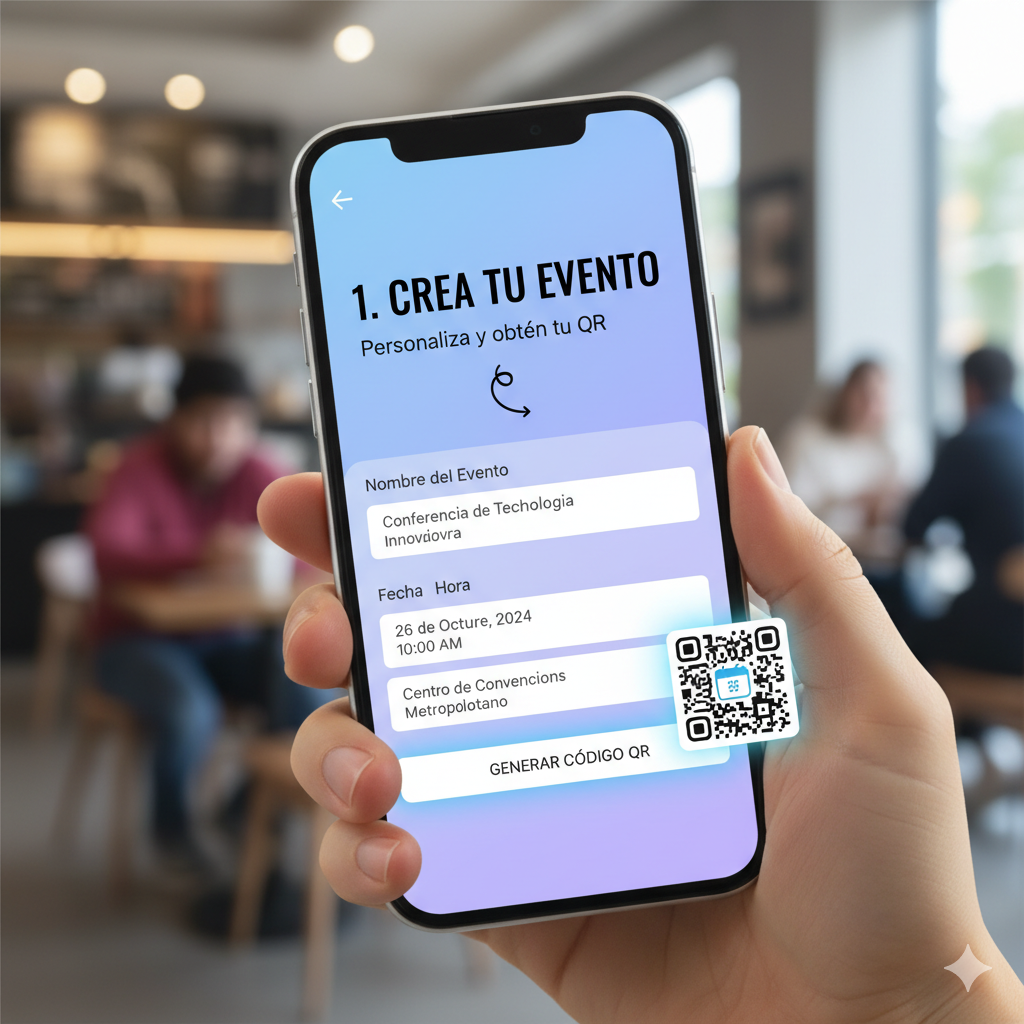 1. CREA TU EVENTO
Personaliza y obtén tu QR
Nombre del Evento
Conferencia de Techologia
Innovdovra
Fecha Hora
26 de Octure, 2024
10:00 AM
Centro de Convencions
Metropolotano
GENERAR CÓDIGO QR